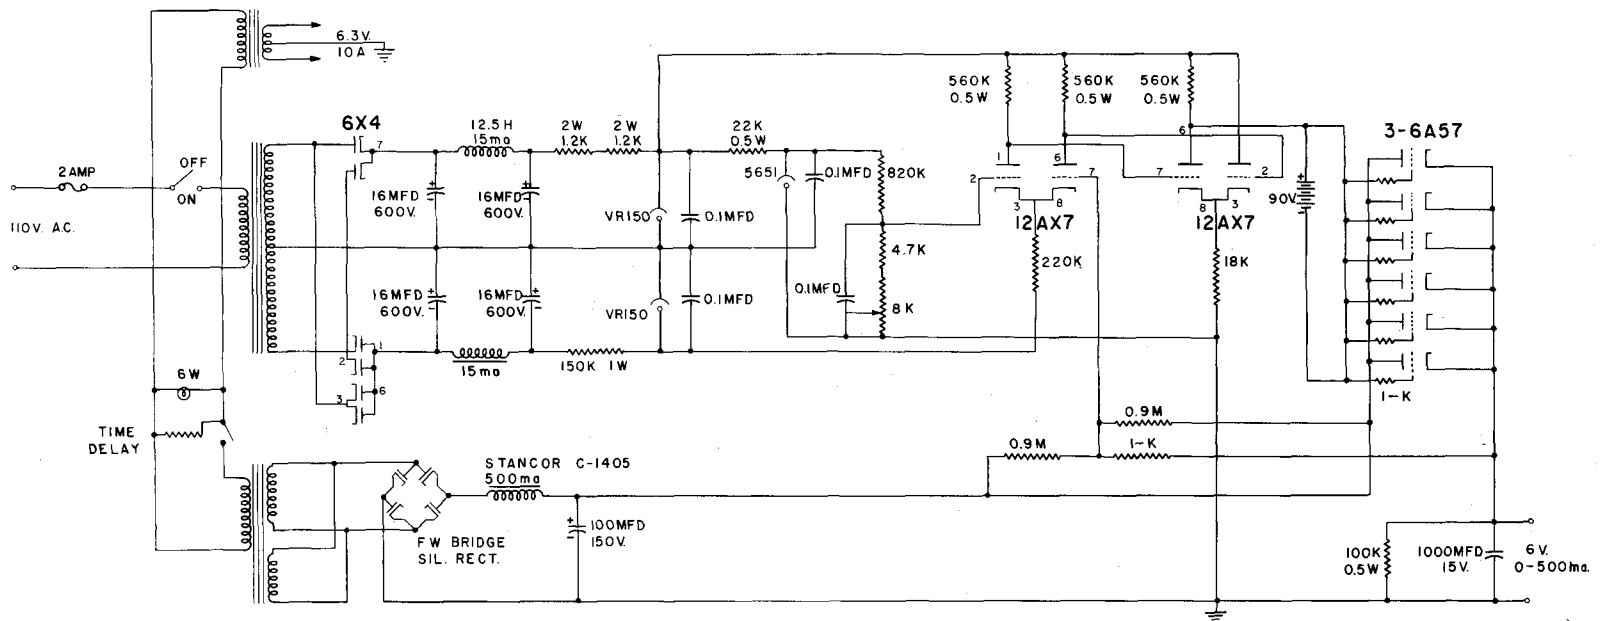 6.3V.
10A
2AMP
OFF
ON
110V. A.C.
6X4
7
12.5H
15ma
2W
1.2K
2W
1.2K
22K
0.5W
16MFD
600V.
16MFD
600V.
VR150
0.1MFD
5651
0.1MFD
820K
4.7K
8K
0.1MFD
16MFD
600V.
16MFD
600V.
VR150
0.1MFD
15ma
150K 1W
1
2
3
6
560K
0.5W
560K
0.5W
560K
0.5W
1
2
6
7
3
8
12AX7
220K
6
7
2
8
3
12AX7
18K
90V.
3-6A57
1-K
0.9M
0.9M
1-K
6W
TIME
DELAY
STANCOR C-1405
500ma
FW BRIDGE
SIL. RECT.
100MFD
150V.
100K
0.5W
1000MFD
15V.
6V.
0-500ma.